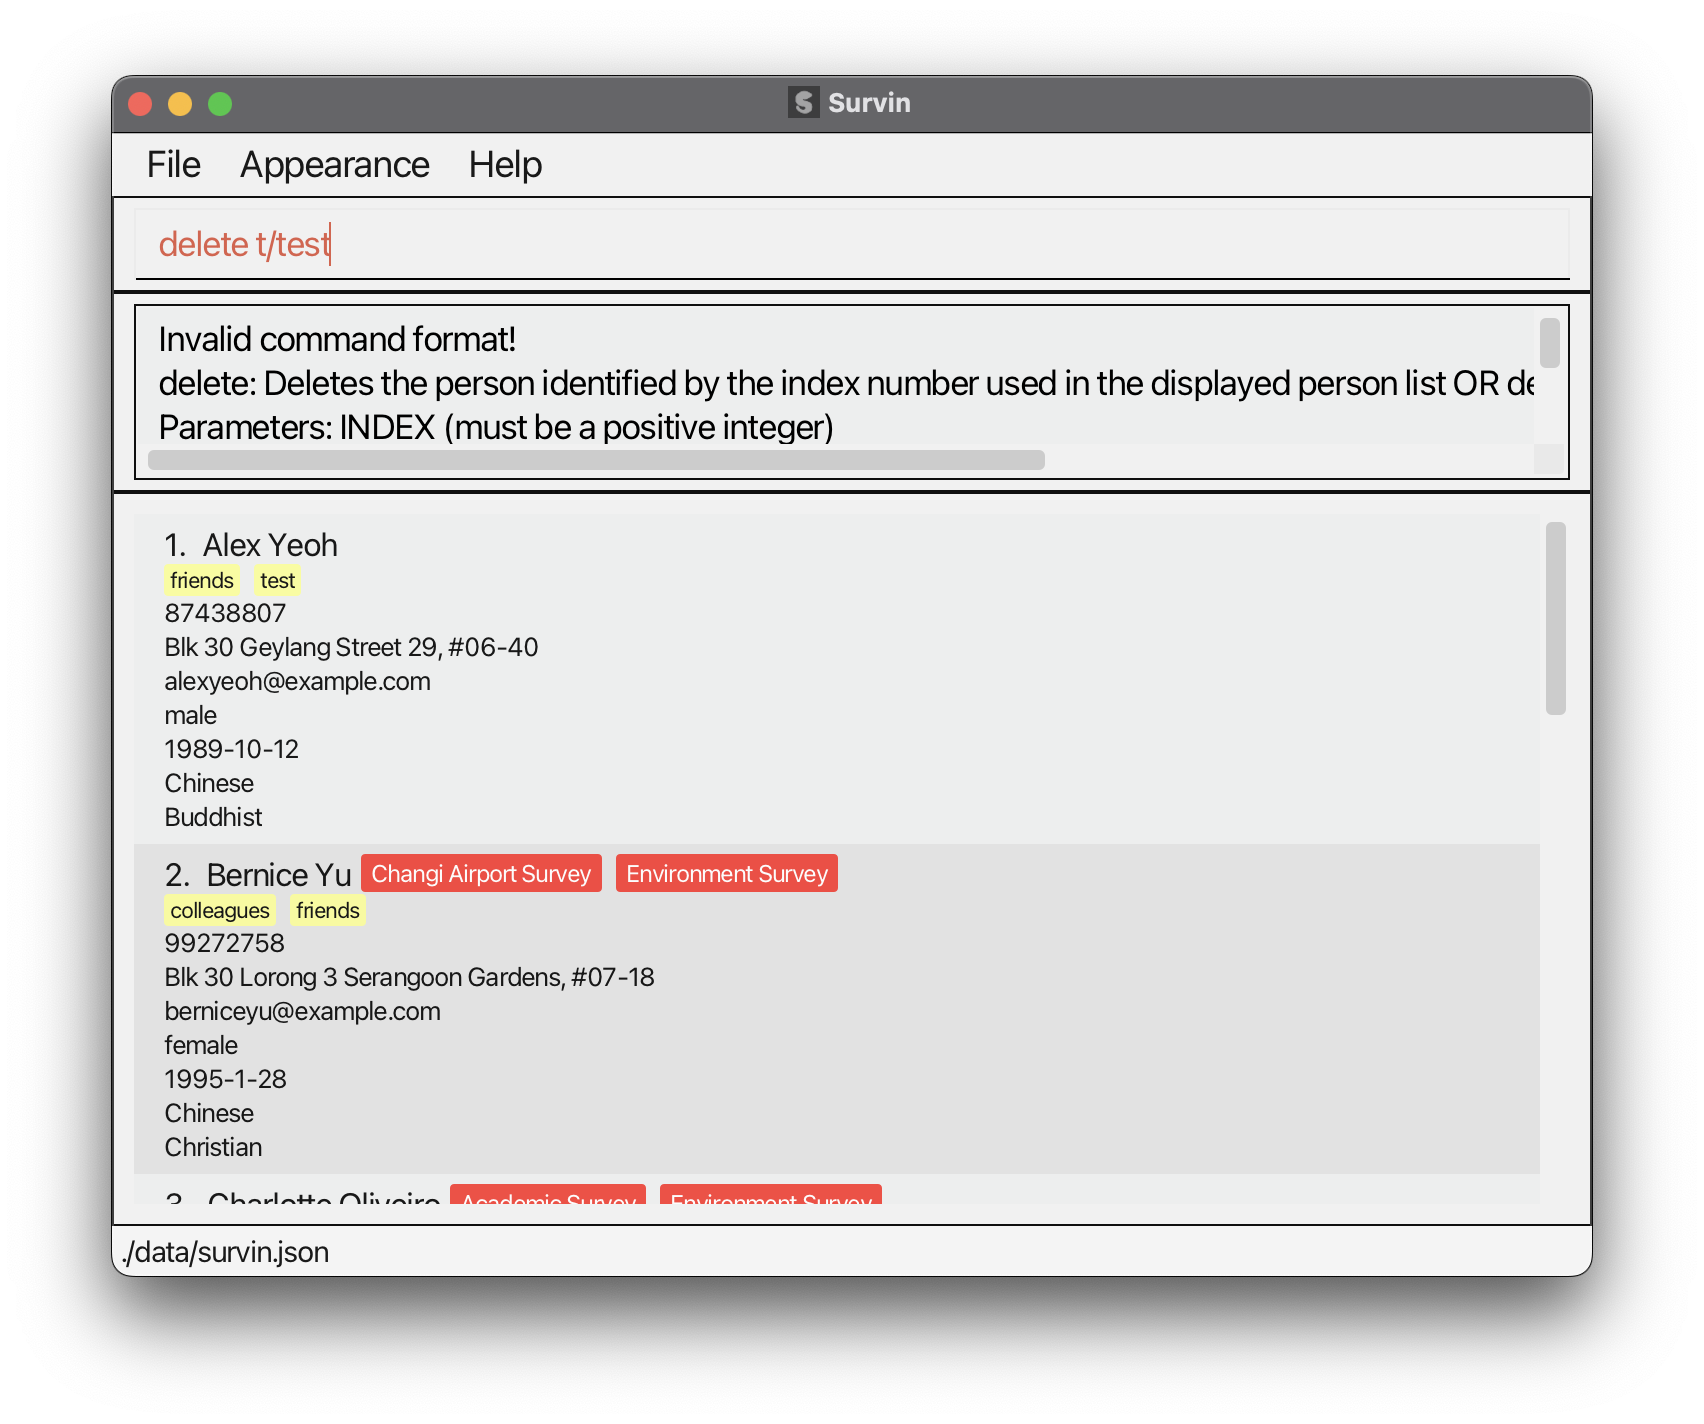 Survin
File Appearance Help
delete t/test
Invalid command format!
delete: Deletes the person identified by the index number used in the displayed person list OR de
Parameters: INDEX (must be a positive integer)
1. Alex Yeoh
friends test
87438807
Blk 30 Geylang Street 29, #06-40
alexyeoh@example.com
male
1989-10-12
Chinese
Buddhist
2. Bernice Yu Changi Airport Survey Environment Survey
colleagues friends
99272758
Blk 30 Lorong 3 Serangoon Gardens, #07-18
berniceyu@example.com
female
1995-1-28
Chinese
Christian
3. Charlotte Oliveiro Academic Survey Environment Survey
./data/survin.json